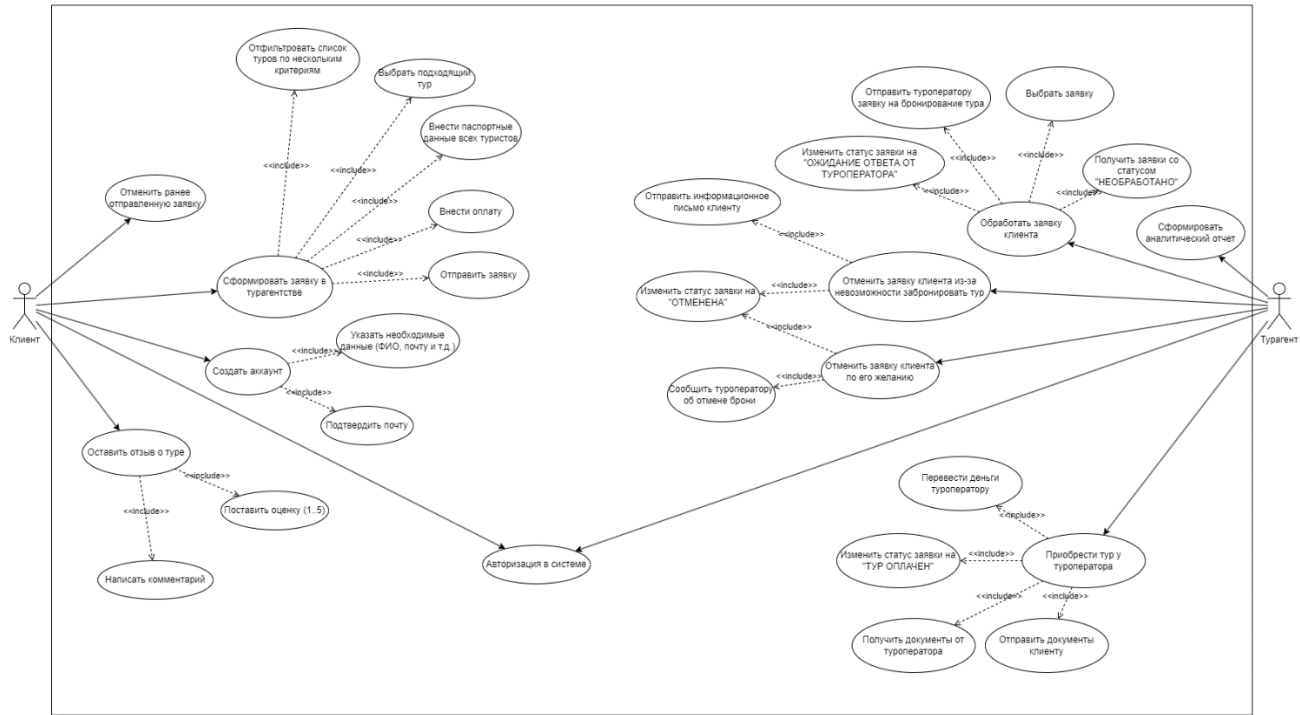 Отфильтровать список
туров по нескольким
критериям
Выбрать подходящий
тур
Внести паспортные
данные всех туристов
<<include>>
<<include>>
<<include>>
Внести оплату
<<include>>
Отправить заявку
<<include>>
Сформировать заявку в
турагентстве
Отменить ранее
отправленную заявку
Клиент
Указать необходимые
данные (ФИО, почту и т.д.)
<<include>>
Создать аккаунт
<<include>>
Подтвердить почту
Оставить отзыв о туре
<<include>>
Поставить оценку (1..5)
<<include>>
Написать комментарий
Авторизация в системе
Отправить туроператору
заявку на бронирование тура
Выбрать заявку
Изменить статус заявки на
"ОЖИДАНИЕ ОТВЕТА ОТ
ТУРОПЕРАТОРА"
<<include>>
<<include>>
Получить заявки со
статусом
"НЕОБРАБОТАНО"
<<include>>
<<include>>
Обработать заявку
клиента
Сформировать
аналитический отчет
Отправить информационное
письмо клиенту
<<include>>
Отменить заявку клиента из-за
невозможности забронировать тур
<<include>>
Изменить статус заявки на
"ОТМЕНЕНА"
<<include>>
Отменить заявку клиента
по его желанию
<<include>>
Сообщить туроператору
об отмене брони
Турагент
Перевести деньги
туроператору
<<include>>
Изменить статус заявки на
"ТУР ОПЛАЧЕН"
<<include>>
Приобрести тур у
туроператора
<<include>>
<<include>>
Получить документы от
туроператора
Отправить документы
клиенту